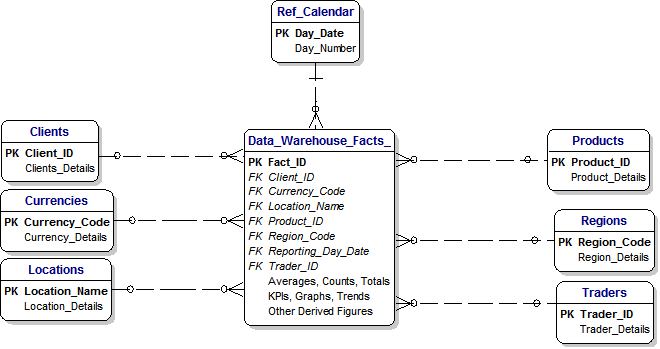 Ref_Calendar
PK Day_Date
Day_Number
Clients
PK Client_ID
Clients_Details
Currencies
PK Currency_Code
Currency_Details
Locations
PK Location_Name
Location_Details
Data_Warehouse_Facts_
PK Fact_ID
FK Client_ID
FK Currency_Code
FK Location_Name
FK Product_ID
FK Region_Code
FK Reporting_Day_Date
FK Trader_ID
Averages, Counts, Totals
KPIs, Graphs, Trends
Other Derived Figures
Products
PK Product_ID
Product_Details
Regions
PK Region_Code
Region_Details
Traders
PK Trader_ID
Trader_Details